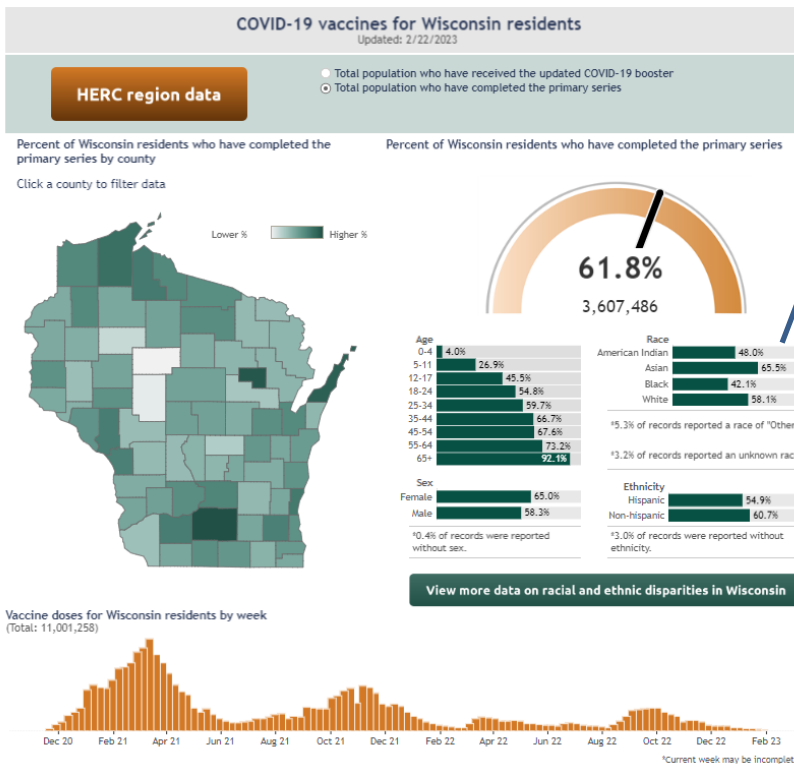 COVID-19 vaccines for Wisconsin residents
Updated: 2/22/2023
HERC region data
Total population who have received the updated COVID-19 booster
Total population who have completed the primary series
Percent of Wisconsin residents who have completed the
primary series by county
Click a county to filter data
Lower %
Higher %
Percent of Wisconsin residents who have completed the primary series
61.8%
3,607,486
Age
0-4 4.0%
5-11 26.9%
12-17 45.5%
18-24 54.8%
25-34 59.7%
35-44 66.7%
45-54 67.6%
55-64 73.2%
65+ 92.1%
Sex
Female 65.0%
Male 58.3%
*0.4% of records were reported
without sex.
Race
American Indian 48.0%
Asian 65.5%
Black 42.1%
White 58.1%
*5.3% of records reported a race of "Other
*3.2% of records reported an unknown rac
Ethnicity
Hispanic 54.9%
Non-hispanic 60.7%
*3.0% of records were reported without
ethnicity.
View more data on racial and ethnic disparities in Wisconsin
Vaccine doses for Wisconsin residents by week
(Total: 11,001,258)
Dec 20 Feb 21 Apr 21 Jun 21 Aug 21 Oct 21 Dec 21 Feb 22 Apr 22 Jun 22 Aug 22 Oct 22 Dec 22 Feb 23
*Current week may be incomplet